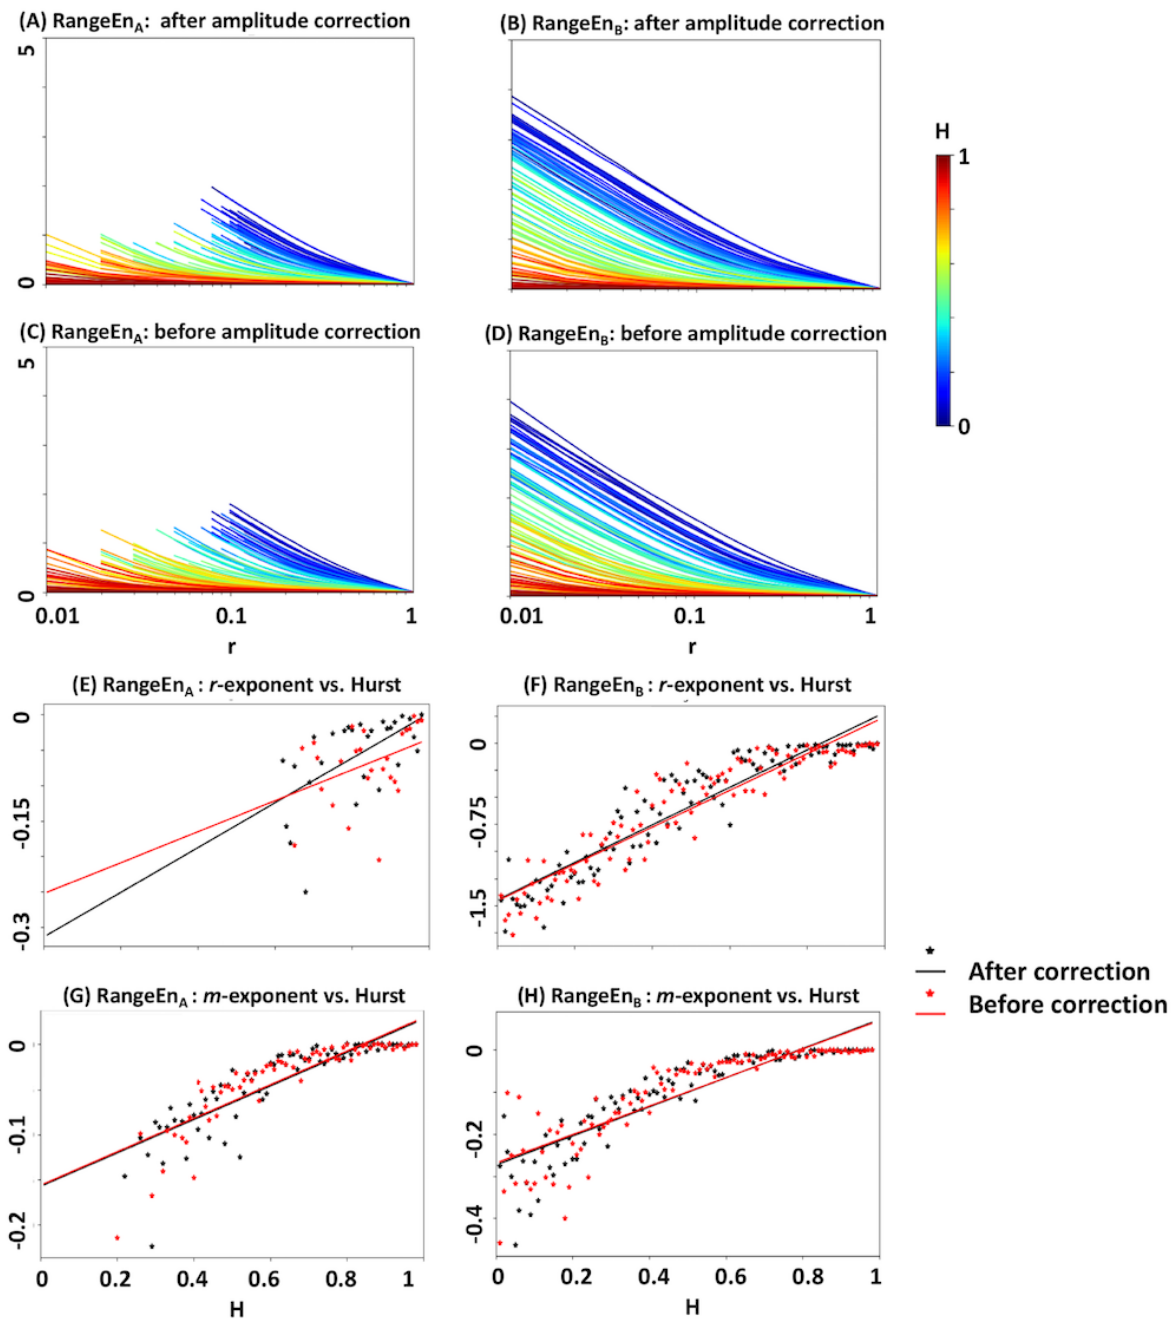 (A) RangeEnA: after amplitude correction
(B) RangeEnB: after amplitude correction
5
0
H
1
0
(C) RangeEnA: before amplitude correction
(D) RangeEnB: before amplitude correction
5
0
0.01 0.1 1
r
0.01 0.1 1
r
(E) RangeEnA : r-exponent vs. Hurst
(F) RangeEnB : r-exponent vs. Hurst
0
-0.15
-0.3
0
-0.75
-1.5
After correction
Before correction
(G) RangeEnA : m-exponent vs. Hurst
(H) RangeEnB : m-exponent vs. Hurst
0
-0.1
-0.2
0
-0.2
-0.4
0 0.2 0.4 0.6 0.8 1
H
0 0.2 0.4 0.6 0.8 1
H